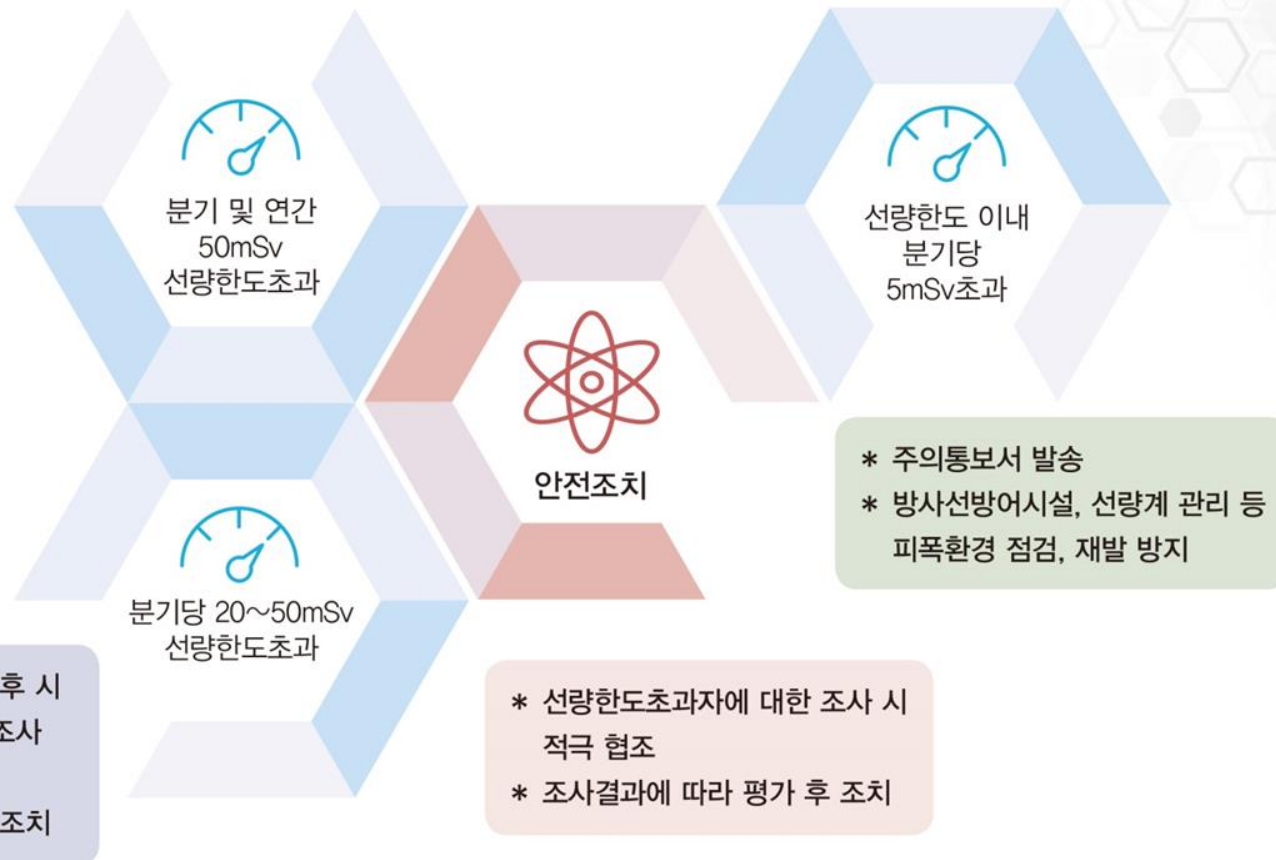 분기 및 연간
50mSv
선량한도초과
선량한도 이내
분기당
5mSv초과
안전조치
* 주의통보서 발송
* 방사선방어시설, 선량계 관리 등
피폭환경 점검, 재발 방지
분기당 20~50mSv
선량한도초과
후 시
조사
조치
* 선량한도초과자에 대한 조사 시
적극 협조
* 조사결과에 따라 평가 후 조치